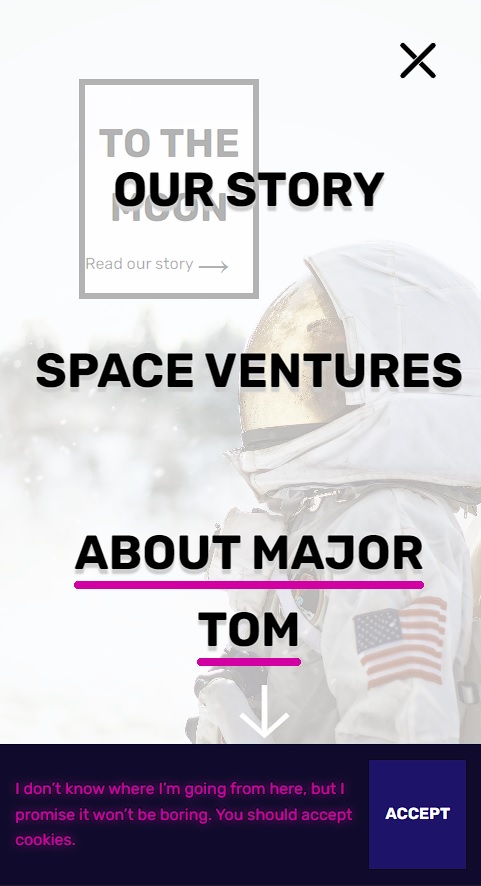 TO THE
MOON
Read our story
OUR STORY
SPACE VENTURES
ABOUT MAJOR
TOM
I don't know where I'm going from here, but I
promise it won't be boring. You should accept
cookies.
ACCEPT